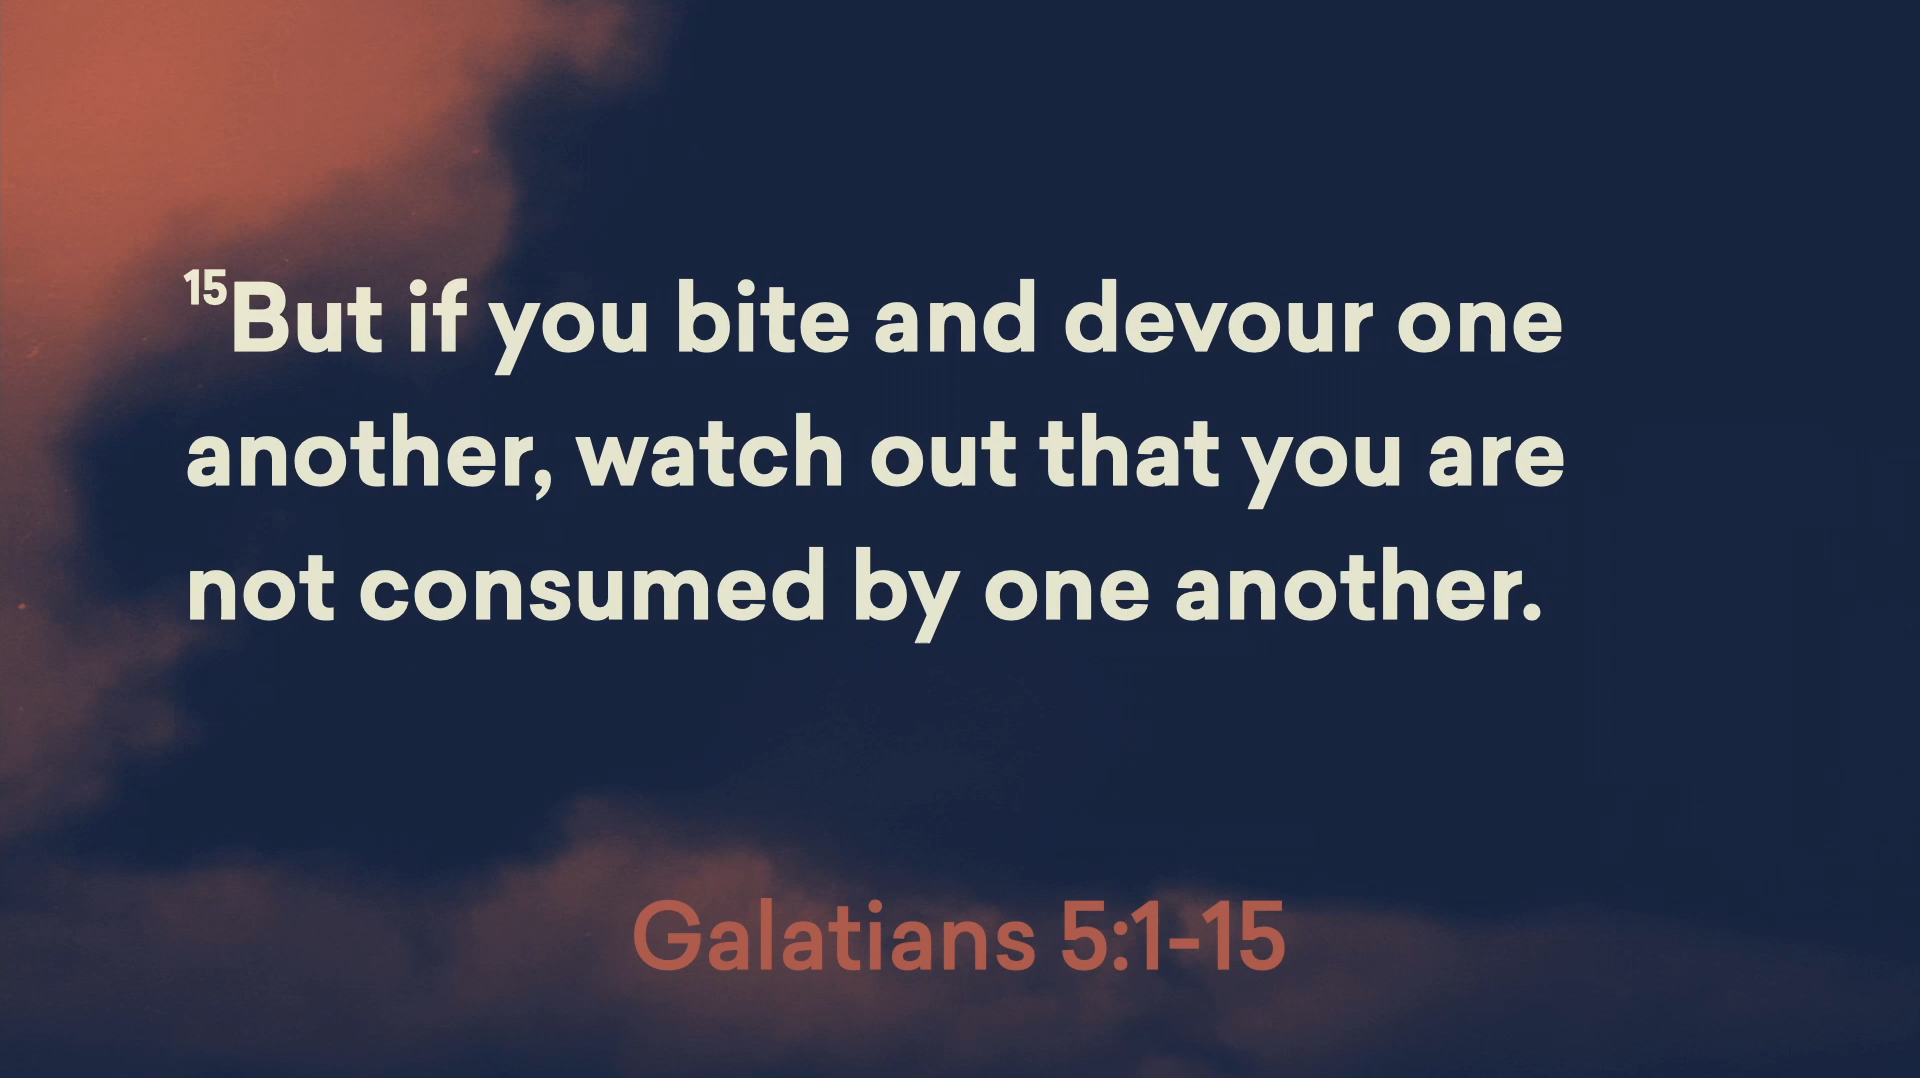 15But if you bite and devour one
another, watch out that you are
not consumed by one another.
Galatians 5:1-15